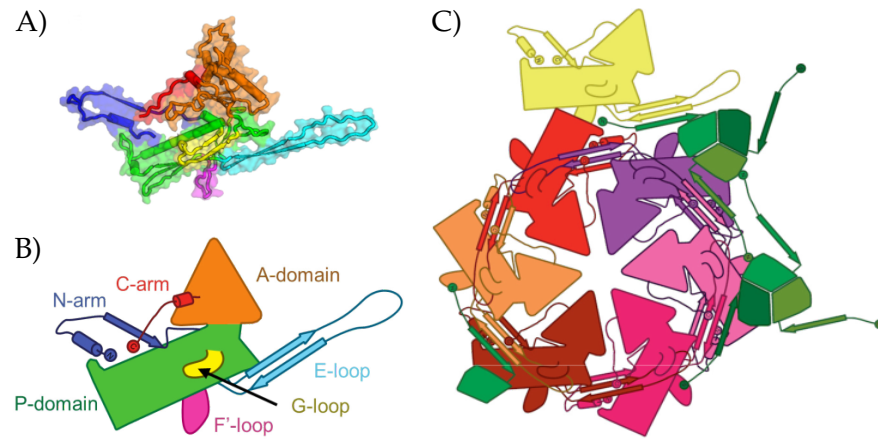 A)
C)
B)
A-domain
C-arm
N-arm
E-loop
P-domain
G-loop
F'-loop